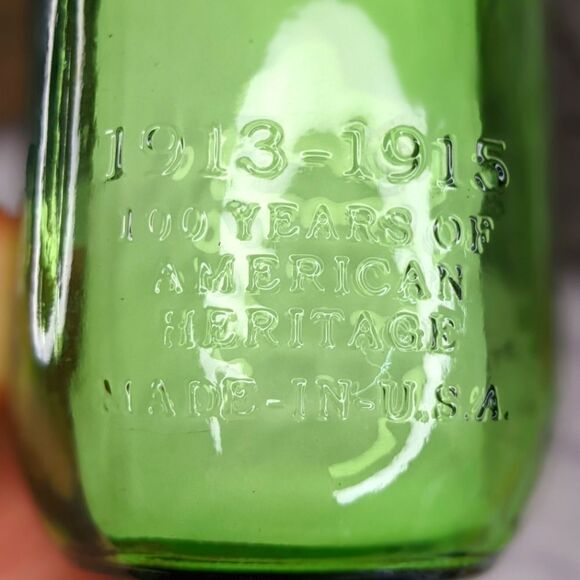 1913-1915
100 YEARS OF
AMERICAN
HERITAGE
MADE-IN-U.S.A.